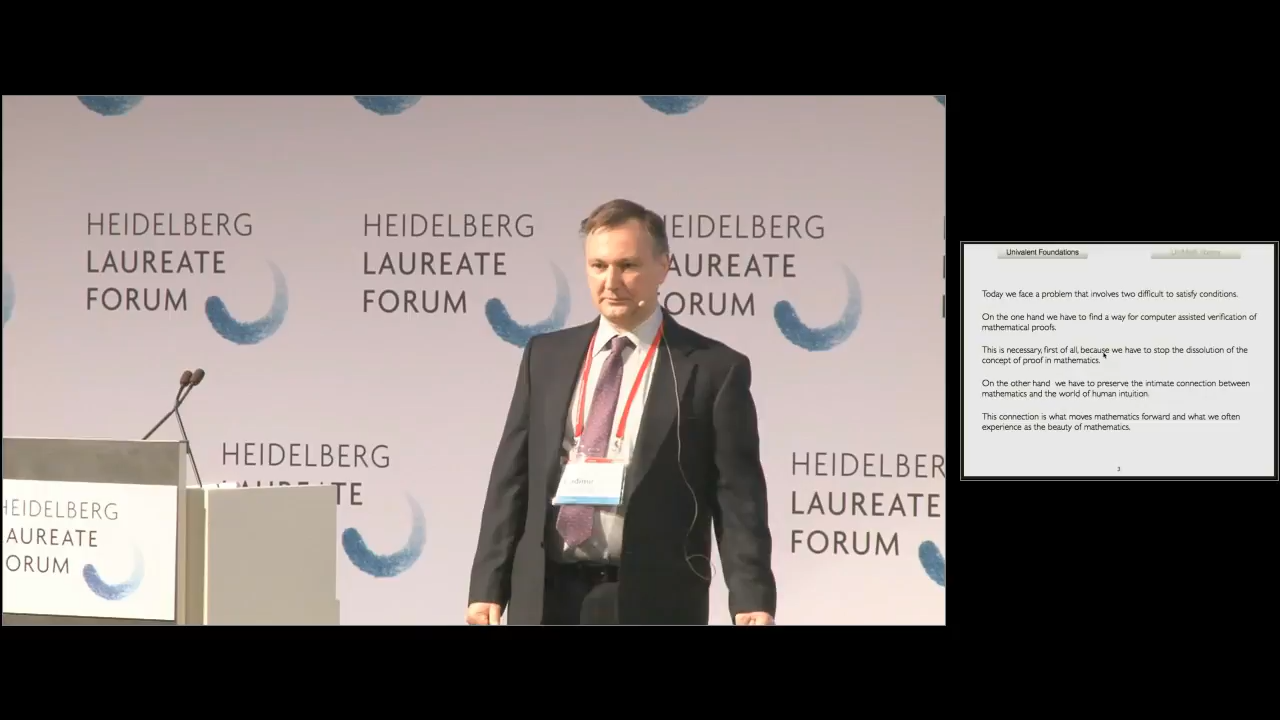 HEIDELBERG
LAUREATE
FORUM
HEIDELBERG
LAUREATE
FORUM
HEIDELBERG
AUREATE
FORUM
HEIDELBERG
HEIDELBER
LAUREATE
FORUM
HEIDELBERG
AUREATE
ORUM
Univalent Foundations
Today we face a problem that involves two difficult to satisfy conditions.
On the one hand we have to find a way for computer assisted verification of
mathematical proofs.
This is necessary, first of all, because we have to stop the dissolution of the
concept of proof in mathematics.
On the other hand we have to preserve the intimate connection between
mathematics and the world of human intuition.
This connection is what moves mathematics forward and what we often
experience as the beauty of mathematics.
3